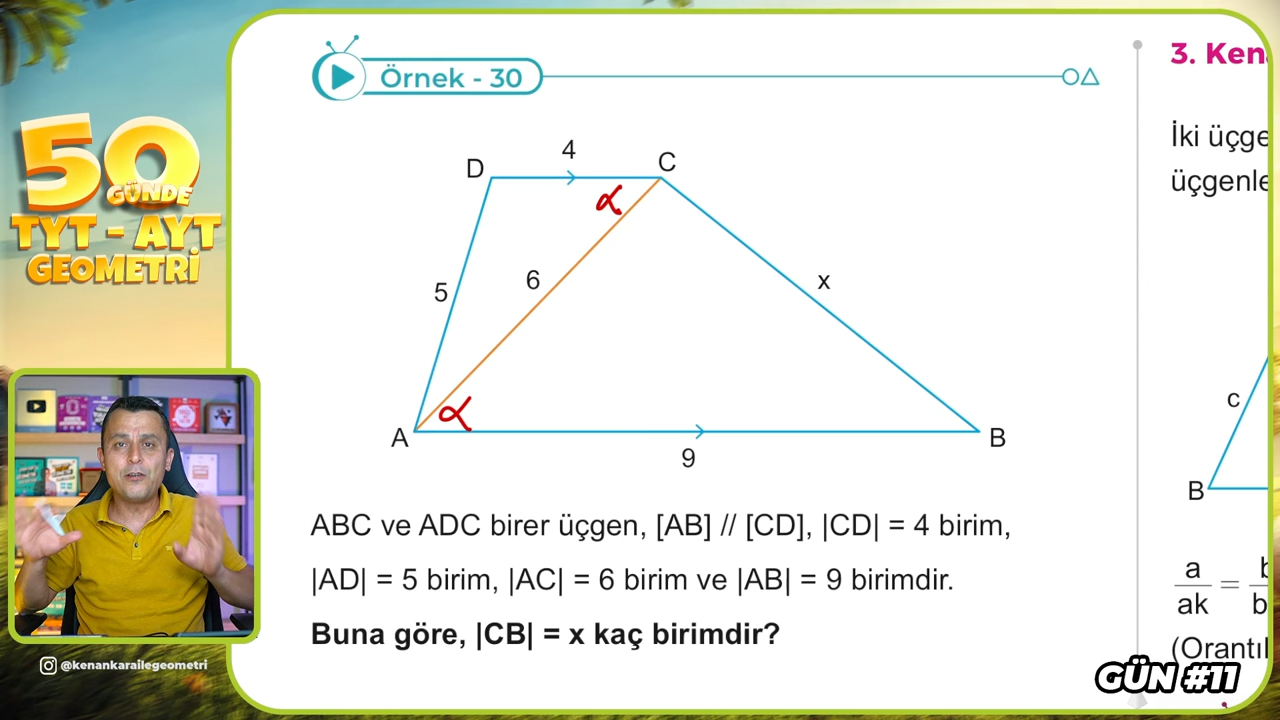 50
GÜNDE
TYT - AYT
GEOMETRİ
@kenankarailegeometri
Örnek - 30
D
4
C
α
5
6
x
α
A
9
B
ABC ve ADC birer üçgen, [AB] // [CD], |CD| = 4 birim,
|AD| = 5 birim, |AC| = 6 birim ve |AB| = 9 birimdir.
Buna göre, |CB| = x kaç birimdir?
3. Ken
İki üçge
üçgenle
c
B
a/ak =
(Orantıl
GÜN #11